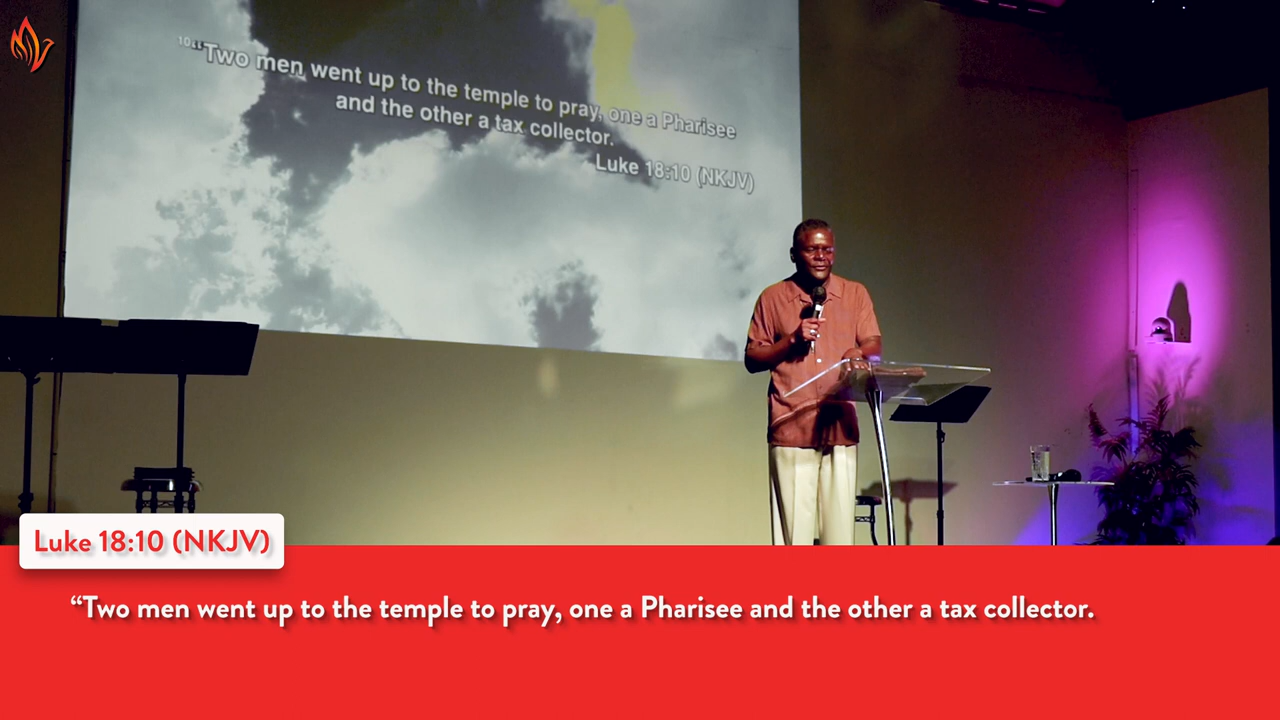 10“Two men went up to the temple to pray, one a Pharisee
and the other a tax collector.
Luke 18:10 (NKJV)
Luke 18:10 (NKJV)
“Two men went up to the temple to pray, one a Pharisee and the other a tax collector.